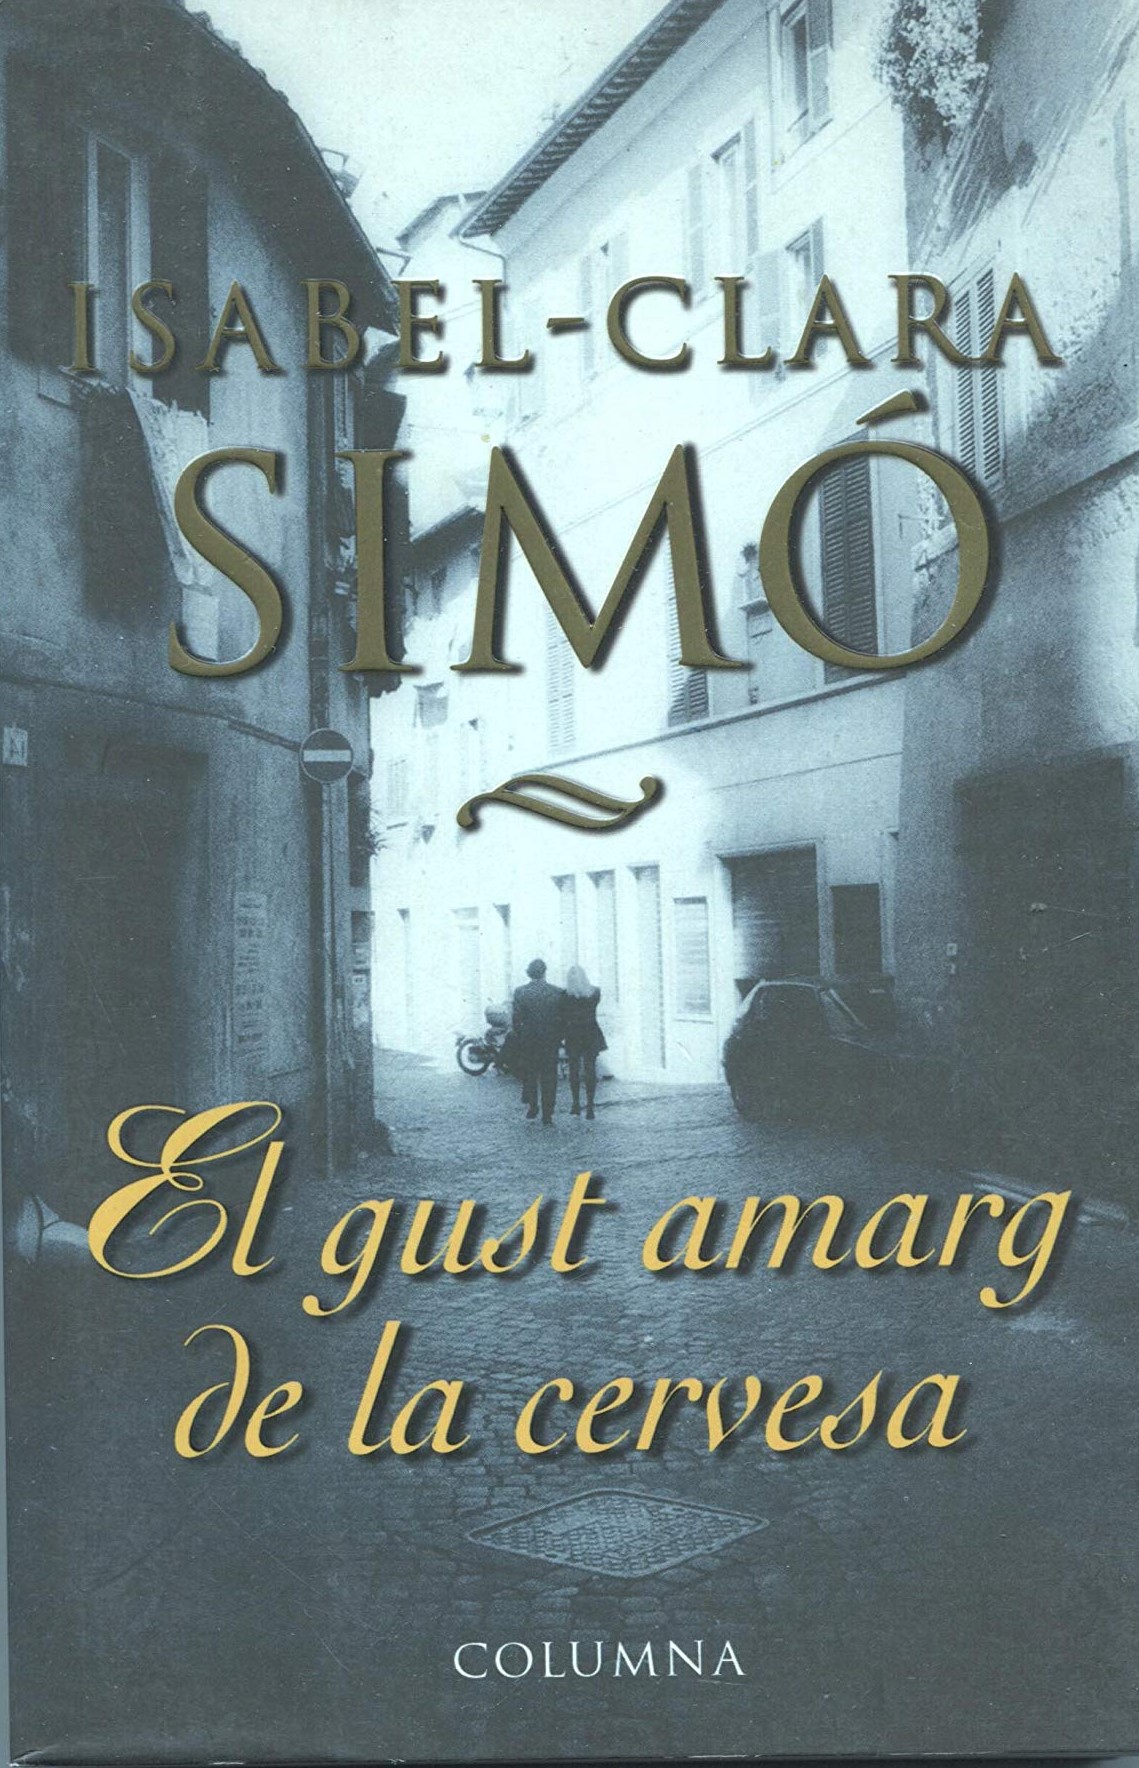 ISABEL-CLARA
SIMÓ
El gust amarg
de la cervesa
COLUMNA